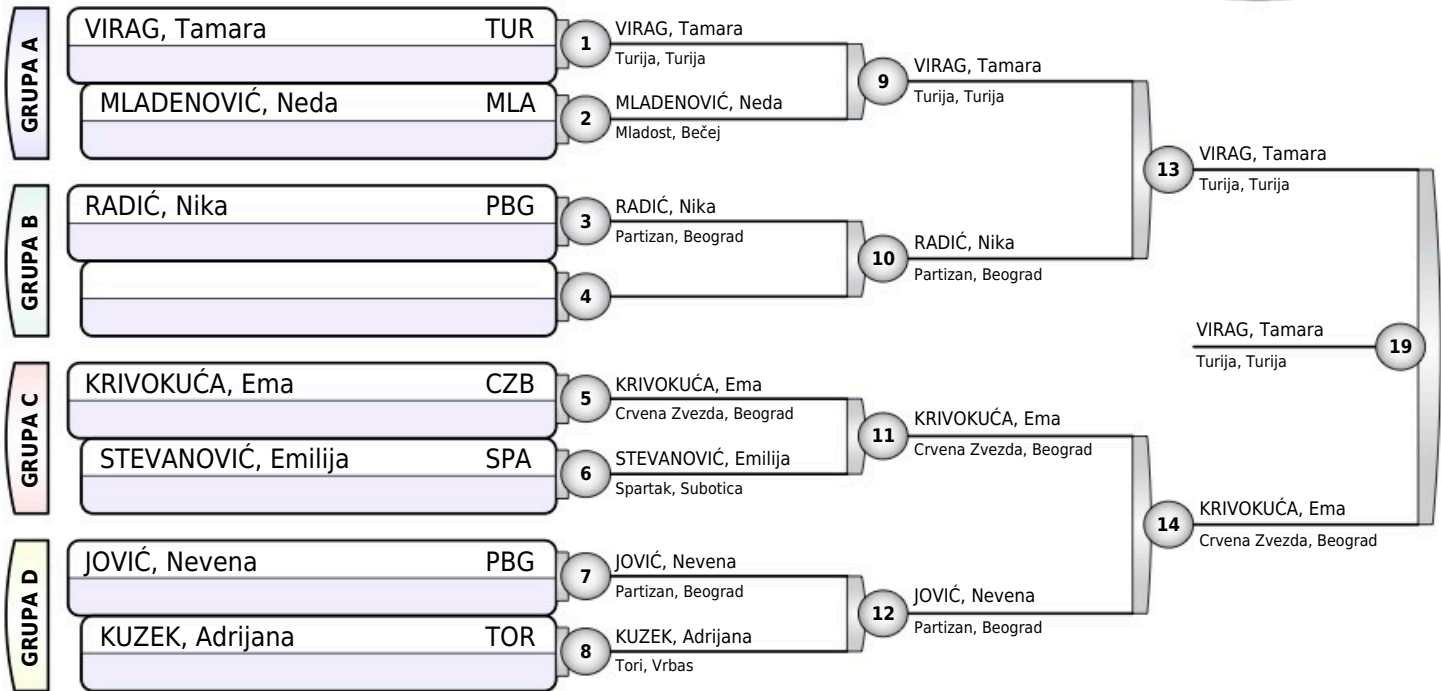 GRUPA A
VIRAG, Tamara TUR
MLADENOVIĆ, Neda MLA
GRUPA B
RADIĆ, Nika PBG
GRUPA C
KRIVOKUĆA, Ema CZB
STEVANOVIĆ, Emilija SPA
GRUPA D
JOVIĆ, Nevena PBG
KUZEK, Adrijana TOR
1
VIRAG, Tamara
Turija, Turija
2
MLADENOVIĆ, Neda
Mladost, Bečej
3
RADIĆ, Nika
Partizan, Beograd
4
5
KRIVOKUĆA, Ema
Crvena Zvezda, Beograd
6
STEVANOVIĆ, Emilija
Spartak, Subotica
7
JOVIĆ, Nevena
Partizan, Beograd
8
KUZEK, Adrijana
Tori, Vrbas
9
VIRAG, Tamara
Turija, Turija
10
RADIĆ, Nika
Partizan, Beograd
11
KRIVOKUĆA, Ema
Crvena Zvezda, Beograd
12
JOVIĆ, Nevena
Partizan, Beograd
13
VIRAG, Tamara
Turija, Turija
14
KRIVOKUĆA, Ema
Crvena Zvezda, Beograd
VIRAG, Tamara
Turija, Turija
19